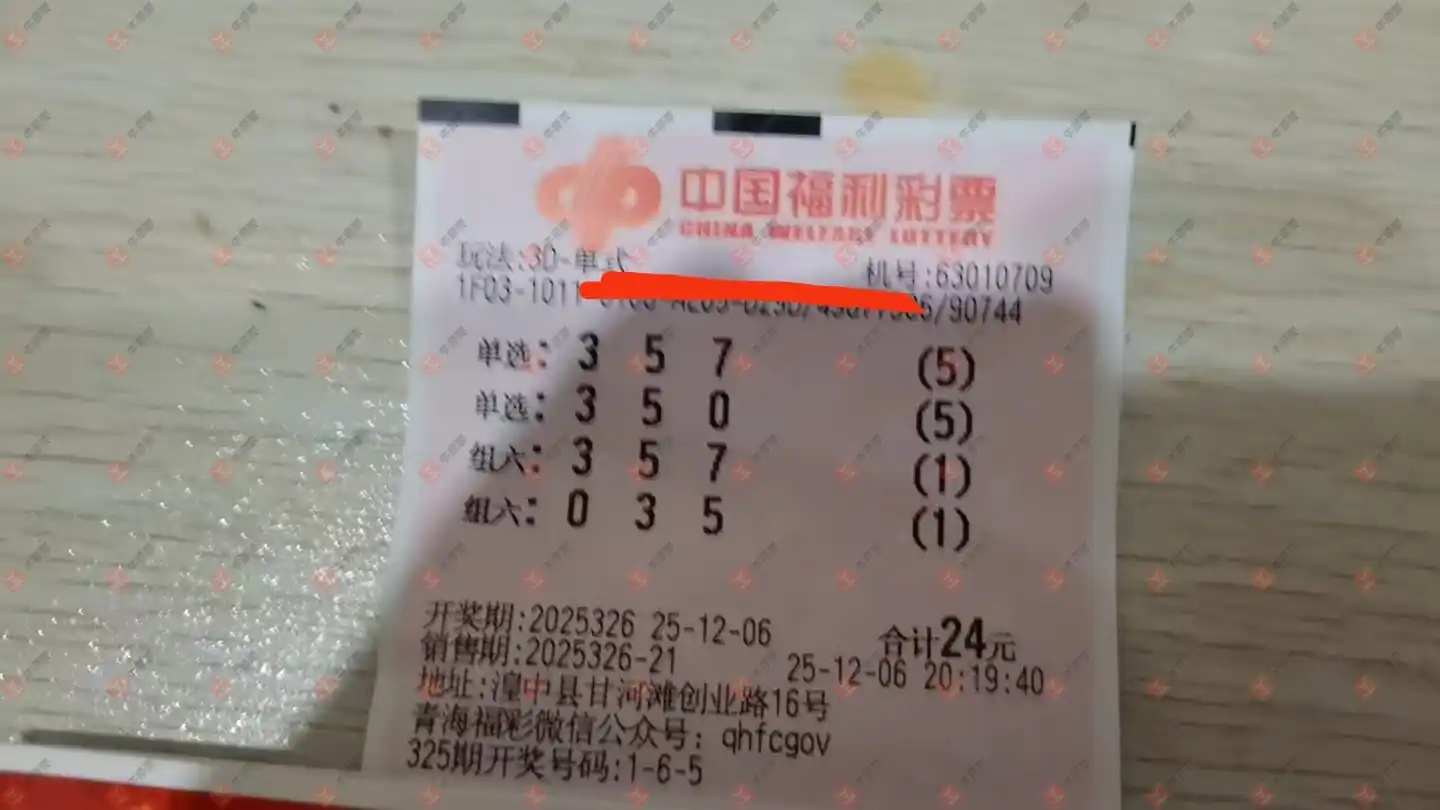 中国福利彩票
CHINA WELFARE LOTTERY
玩法:3D-单式 机号:63010709
1F03-1011 /90744
单选: 3 5 7 (5)
单选: 3 5 0 (5)
组六: 3 5 7 (1)
组六: 0 3 5 (1)
开奖期:2025326 25-12-06 合计24元
销售期:2025326-21 25-12-06 20:19:40
地址:湟中县甘河滩创业路16号
青海福彩微信公众号: qhfcgov
325期开奖号码:1-6-5